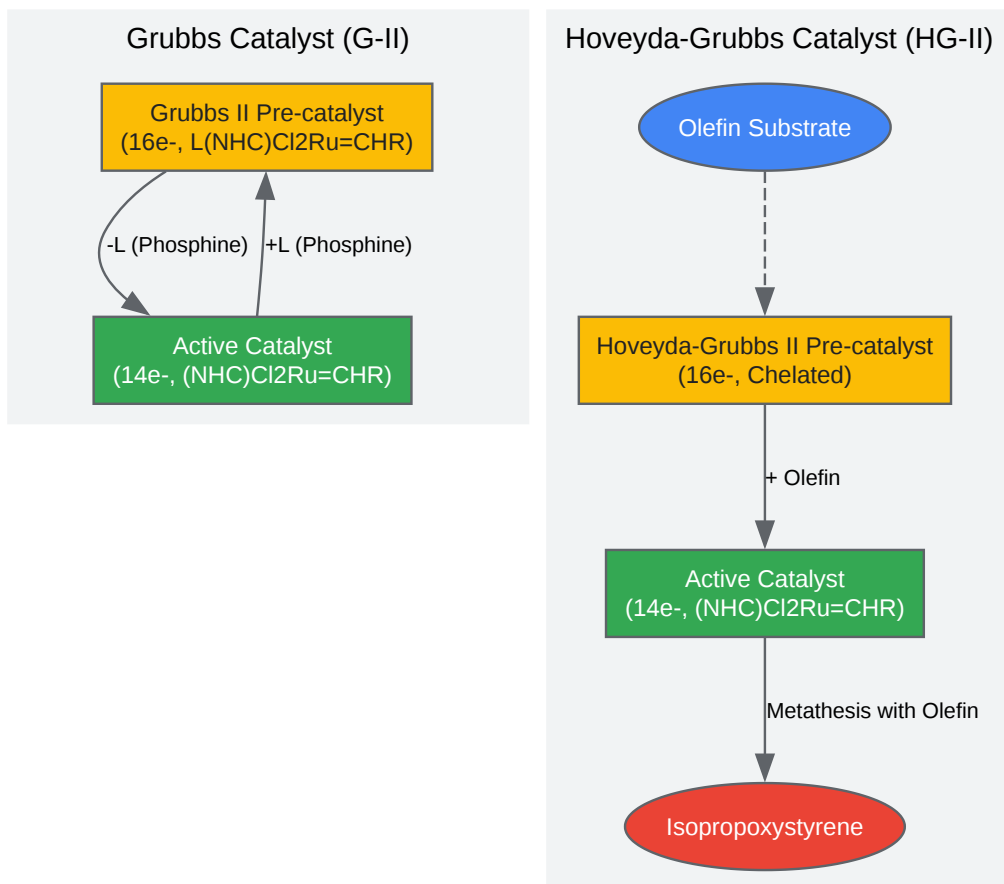 Grubbs Catalyst (G-II)
Grubbs II Pre-catalyst
(16e-, L(NHC)Cl2Ru=CHR)
-L (Phosphine)
+L (Phosphine)
Active Catalyst
(14e-, (NHC)Cl2Ru=CHR)
Hoveyda-Grubbs Catalyst (HG-II)
Olefin Substrate
Hoveyda-Grubbs II Pre-catalyst
(16e-, Chelated)
+ Olefin
Active Catalyst
(14e-, (NHC)Cl2Ru=CHR)
Metathesis with Olefin
Isopropoxystyrene